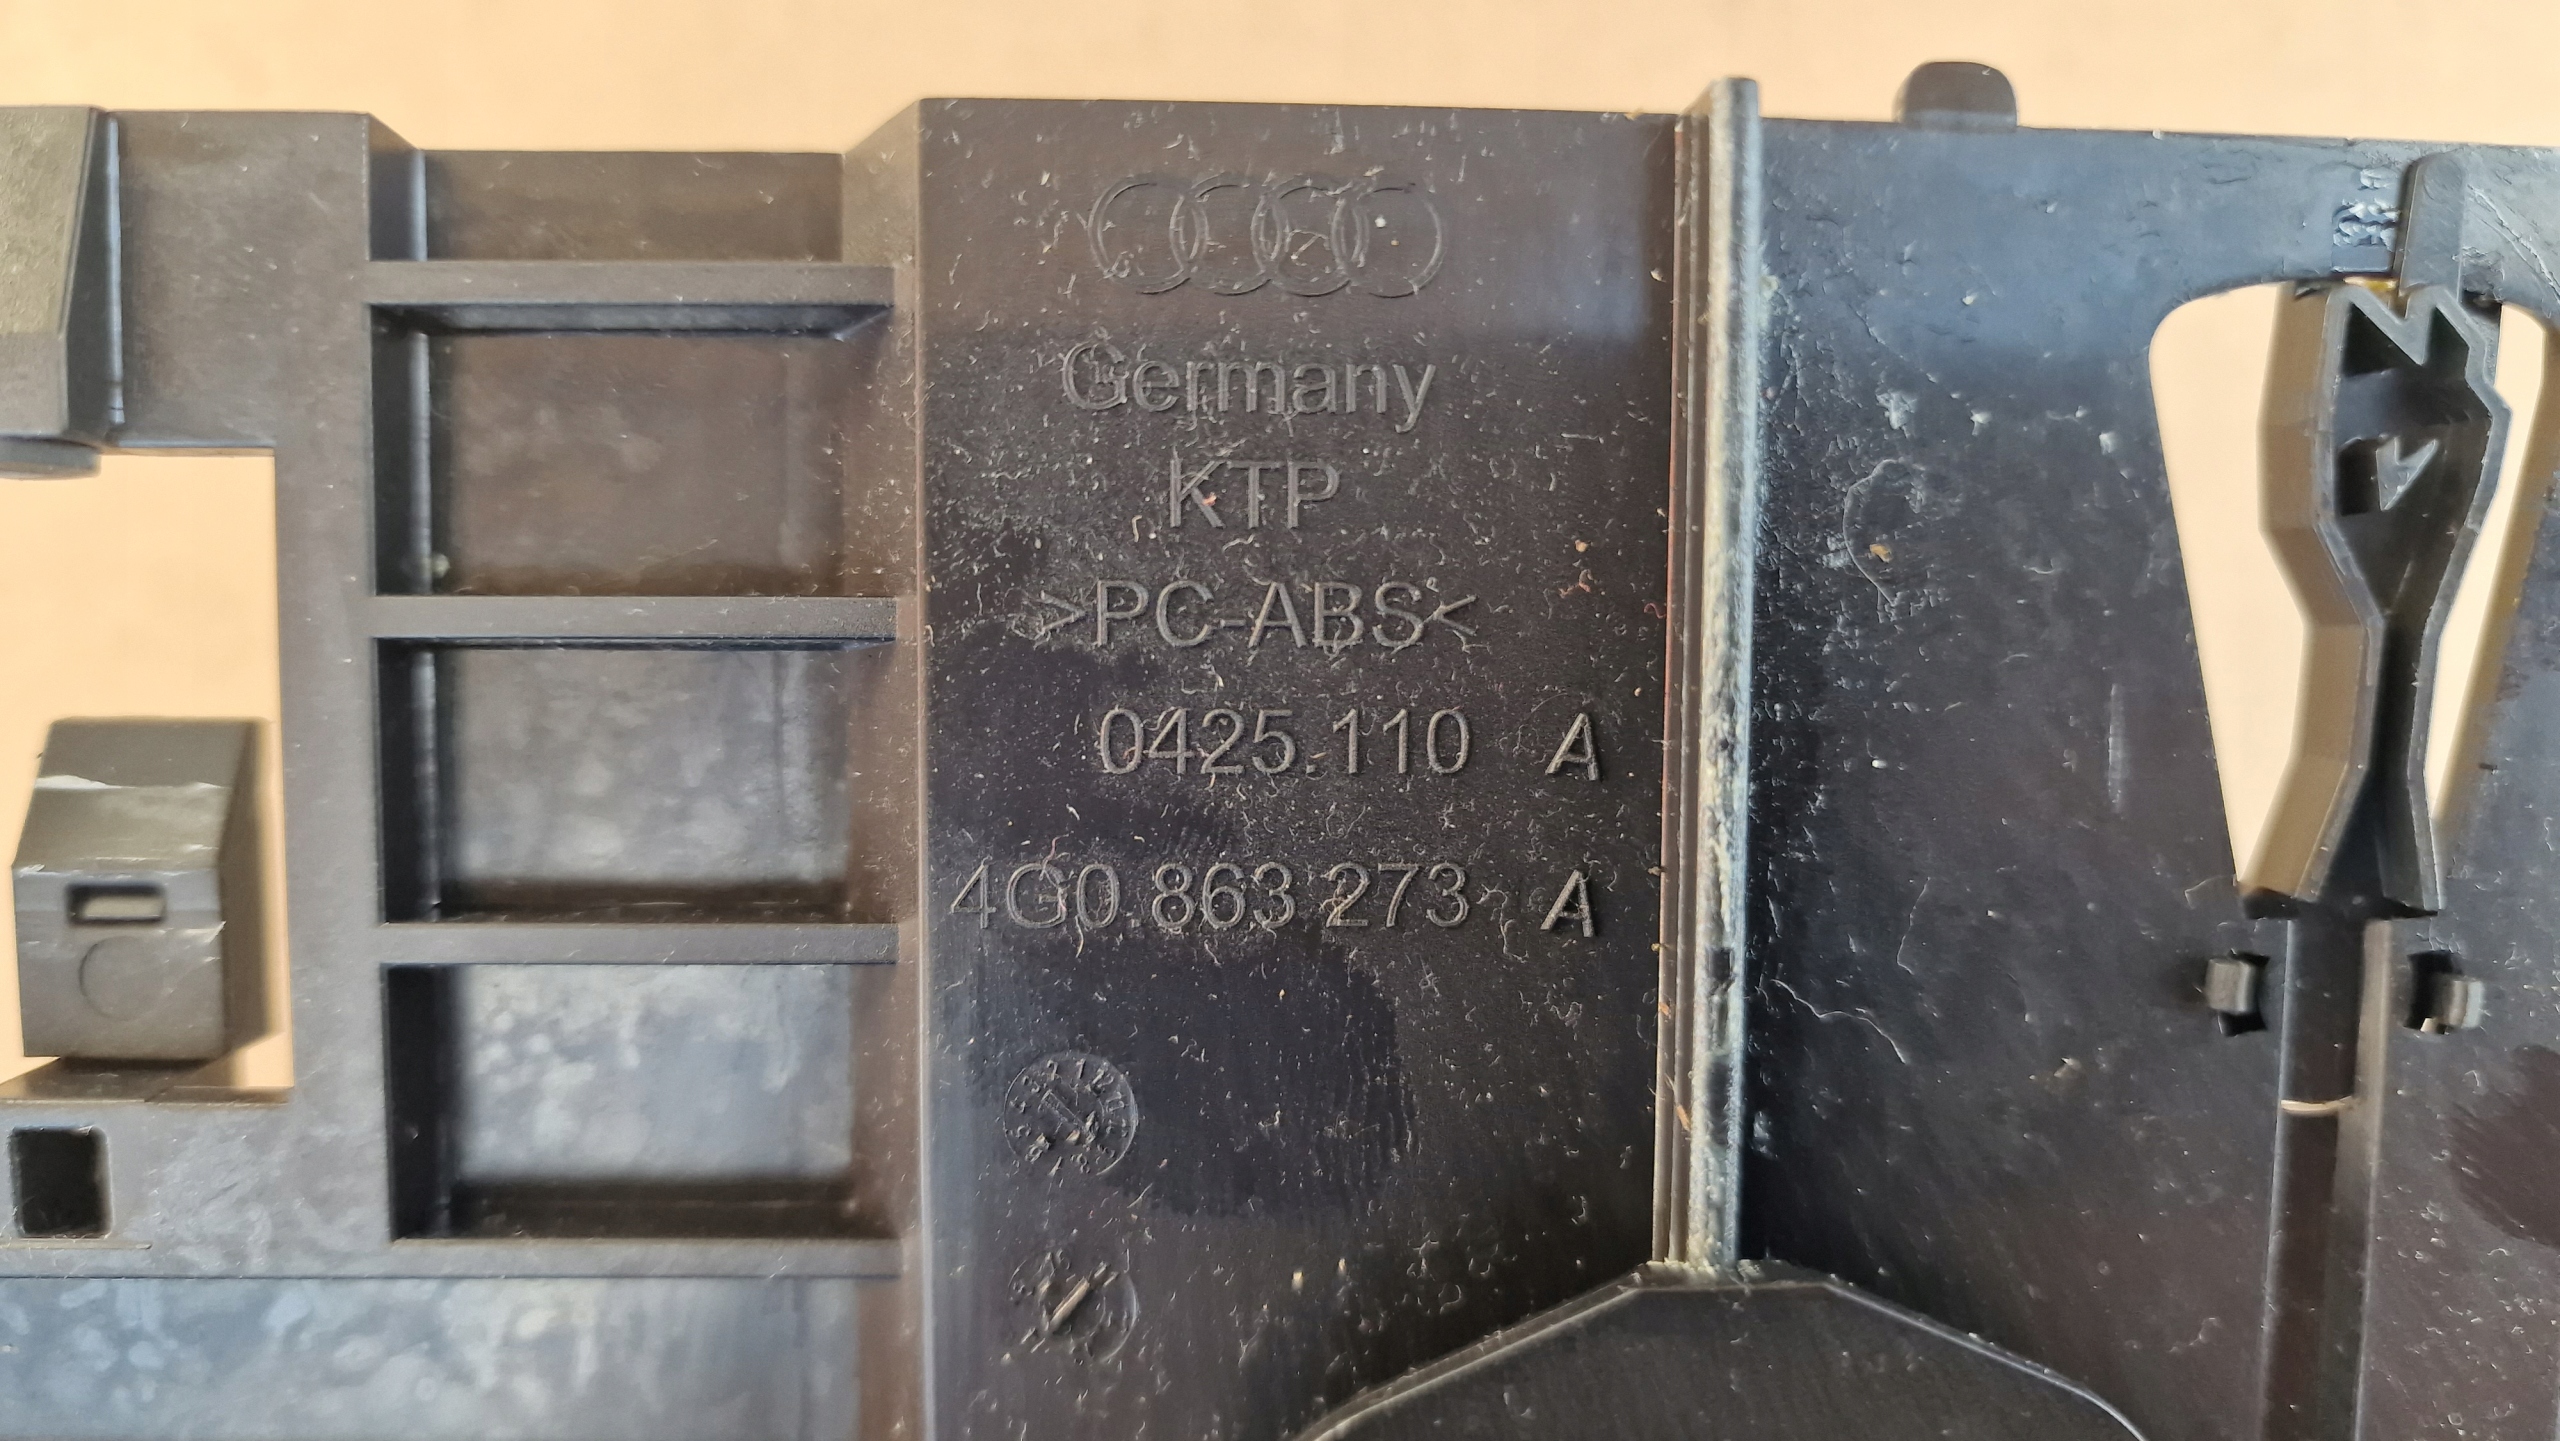 Germany
KTP
>PC-ABS<
0425.110 A
4G0.863 273 A